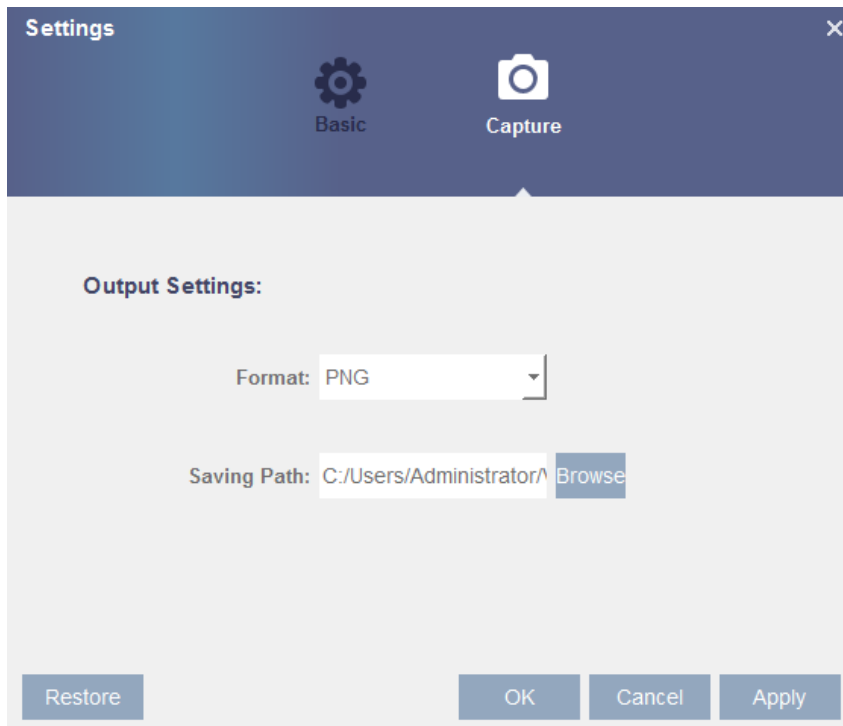 Settings
Basic
Capture
Output Settings:
Format: PNG
Saving Path: C:/Users/Administrator/ Browse
Restore OK Cancel Apply